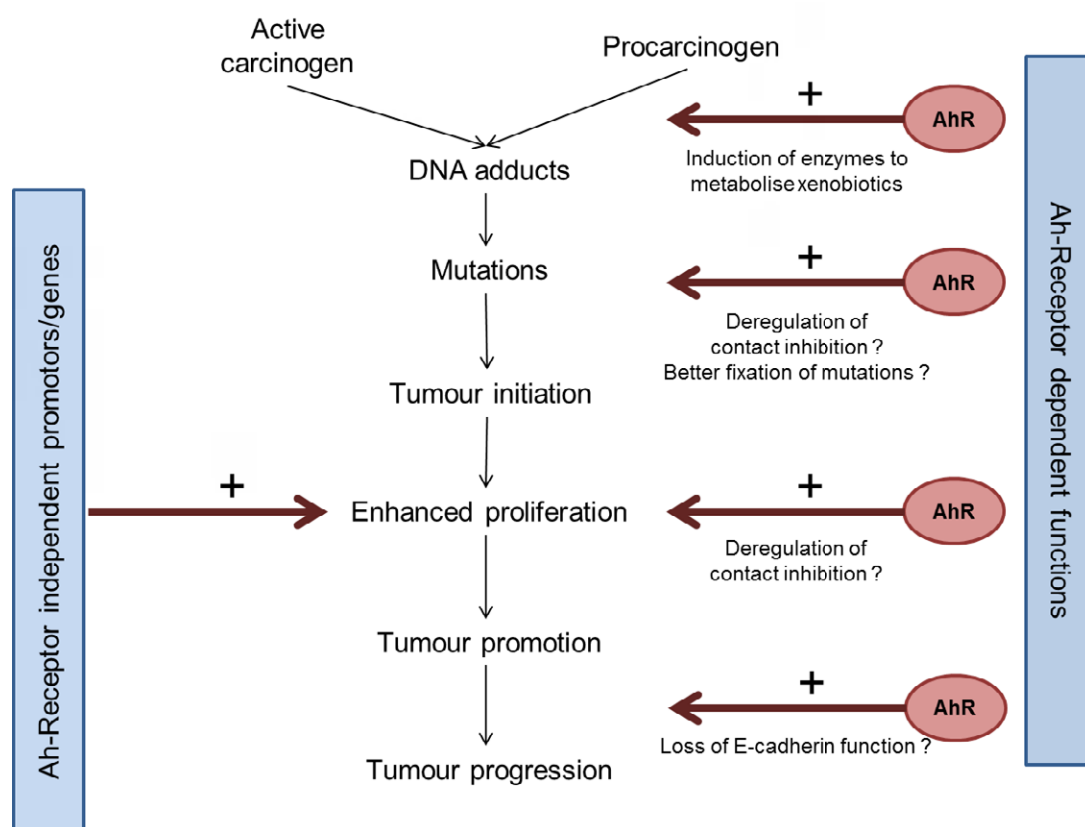 Active
carcinogen
Procarcinogen
+
AhR
Induction of enzymes to
metabolise xenobiotics
DNA adducts
+
AhR
Mutations
Deregulation of
contact inhibition ?
Better fixation of mutations ?
Tumour initiation
+
+
AhR
Enhanced proliferation
Deregulation of
contact inhibition ?
Tumour promotion
+
AhR
Loss of E-cadherin function ?
Tumour progression
Ah-Receptor independent promotors/genes
Ah-Receptor dependent functions